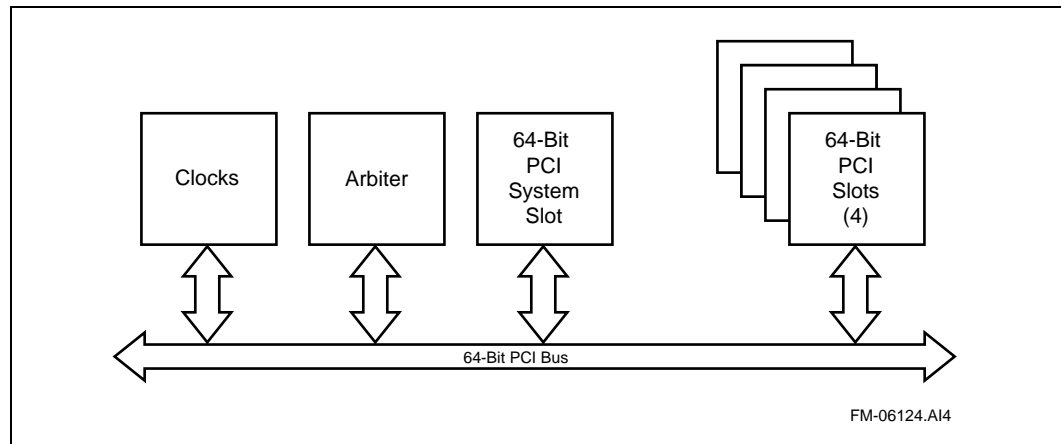 Clocks
Arbiter
64-Bit
PCI
System
Slot
64-Bit
PCI
Slots
(4)
64-Bit PCI Bus
FM-06124.AI4